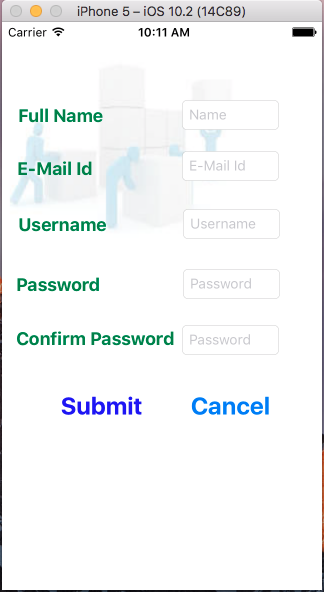 iPhone 5 – iOS 10.2 (14C89)
Carrier 10:11 AM
Full Name Name
E-Mail Id E-Mail Id
Username Username
Password Password
Confirm Password Password
Submit Cancel